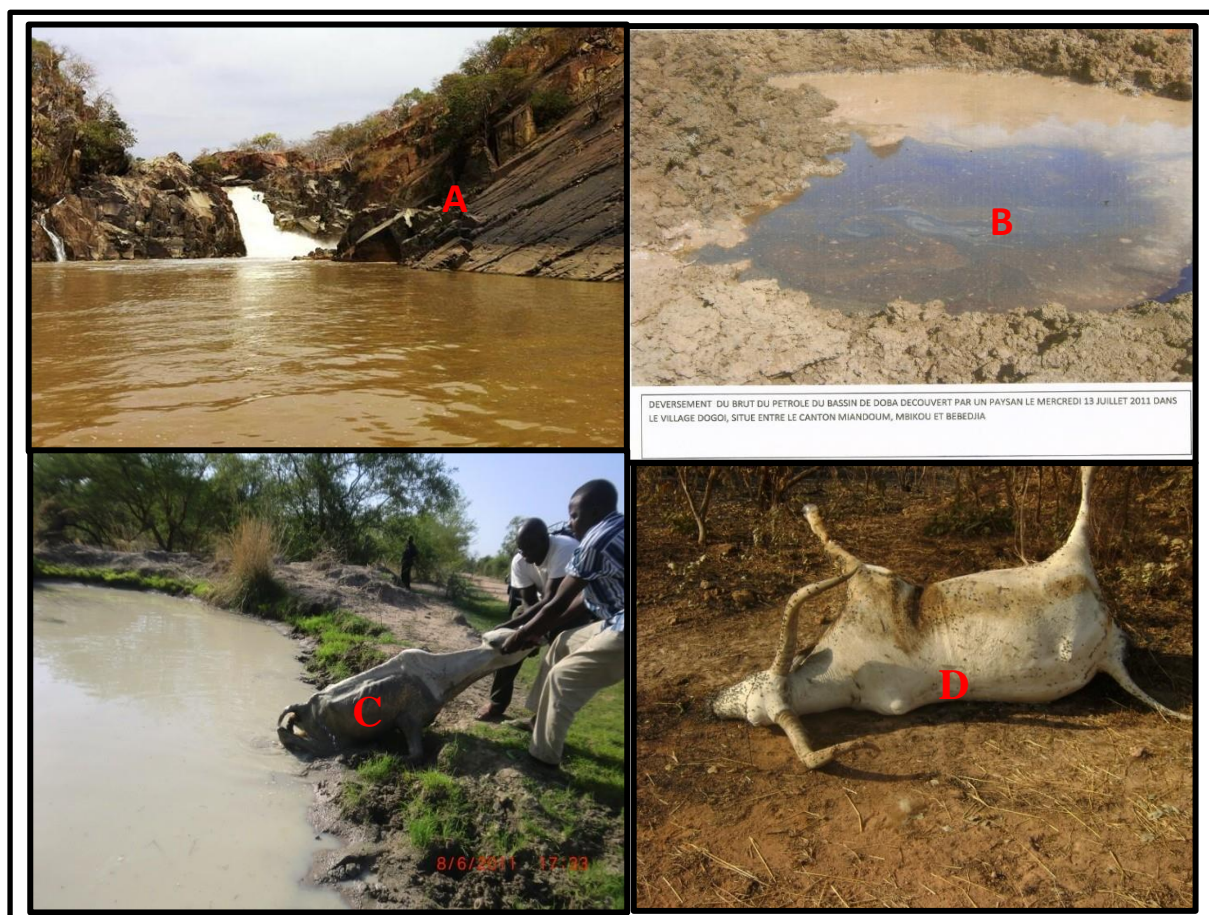 A
B
DEVERSEMENT DU BRUT DU PETROLE DU BASSIN DE DOBA DECOUVERT PAR UN PAYSAN LE MERCREDI 13 JUILLET 2011 DANS
LE VILLAGE DOGOI, SITUE ENTRE LE CANTON MIANDOUM, MBIKOU ET BEBEDJIA
C
8/6/2011 17:33
D